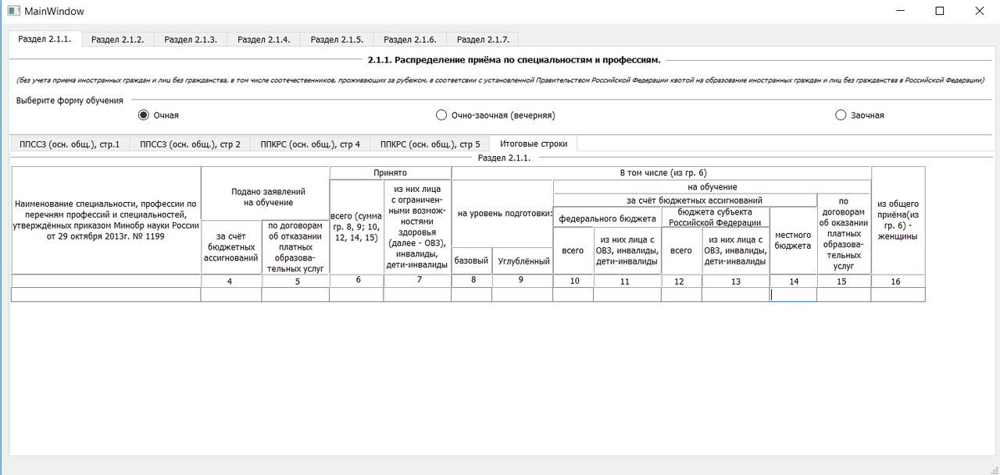 MainWindow
Раздел 2.1.1. Раздел 2.1.2. Раздел 2.1.3. Раздел 2.1.4. Раздел 2.1.5. Раздел 2.1.6. Раздел 2.1.7.
2.1.1. Распределение приёма по специальностям и профессиям.
(без учета приема иностранных граждан и лиц без гражданства, в том числе соотечественников, проживающих за рубежом, в соответсвии с установленной Правительством Российской Федерации квотой на образование иностранных граждан и лиц без гражданства в Российской Федерации)
Выберите форму обучения
Очная Очно-заочная (вечерняя) Заочная
ППССЗ (осн. общ.), стр.1 ППССЗ (осн. общ.), стр 2 ППКРС (осн. общ.), стр 4 ППКРС (осн. общ.), стр 5 Итоговые строки
Раздел 2.1.1.
Наименование специальности, профессии по
перечням профессий и специальностей,
утверждённых приказом Минобр науки России
от 29 октября 2013г. № 1199
Подано заявлений
на обучение
за счёт
бюджетных
ассигнований
по договорам
об отказании
платных
образова-
тельных услуг
Принято
всего (сумма
гр. 8, 9; 10,
12, 14, 15)
из них лица
с ограничен-
ными возмож-
ностями
здоровья
(далее - ОВЗ),
инвалиды,
дети-инвалиды
В том числе (из гр. 6)
на уровень подготовки:
базовый
Углублённый
на обучение
за счёт бюджетных ассигнований
федерального бюджета
всего
из них лица с
ОВЗ, инвалиды,
дети-инвалиды
бюджета субъекта
Российской Федерации
всего
из них лица с
ОВЗ, инвалиды,
дети-инвалиды
местного
бюджета
по
договорам
об оказании
платных
образова-
тельных
услуг
из общего
приёма(из
гр. 6) -
женщины
4 5 6 7 8 9 10 11 12 13 14 15 16